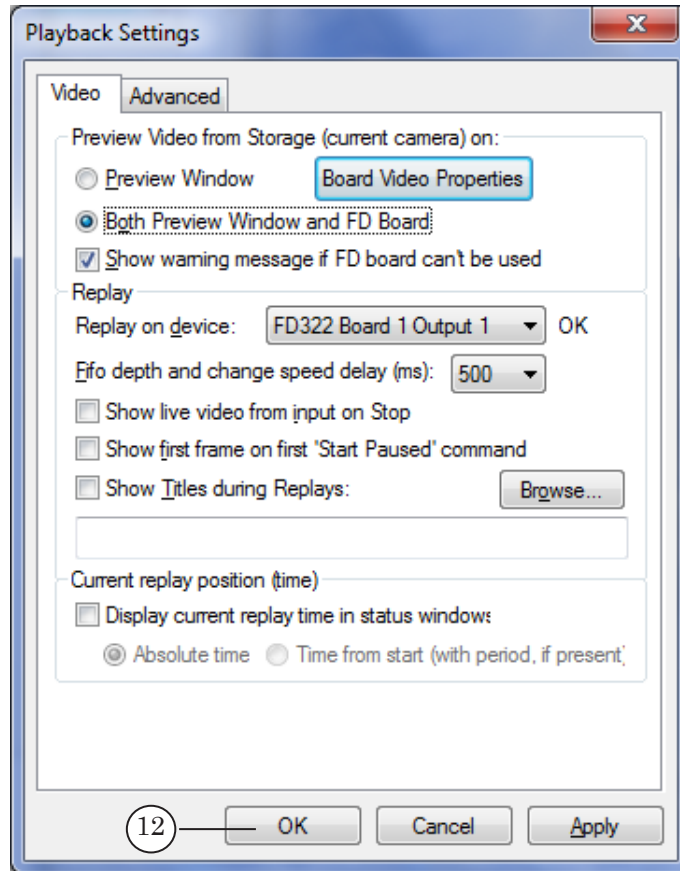 Playback Settings
Video Advanced
Preview Video from Storage (current camera) on:
Preview Window Board Video Properties
Both Preview Window and FD Board
Show warning message if FD board can't be used
Replay
Replay on device: FD322 Board 1 Output 1 OK
Fifo depth and change speed delay (ms): 500
Show live video from input on Stop
Show first frame on first "Start Paused" command
Show Titles during Replays: Browse...
Current replay position (time)
Display current replay time in status windows
Absolute time Time from start (with period, if present)
12 OK Cancel Apply